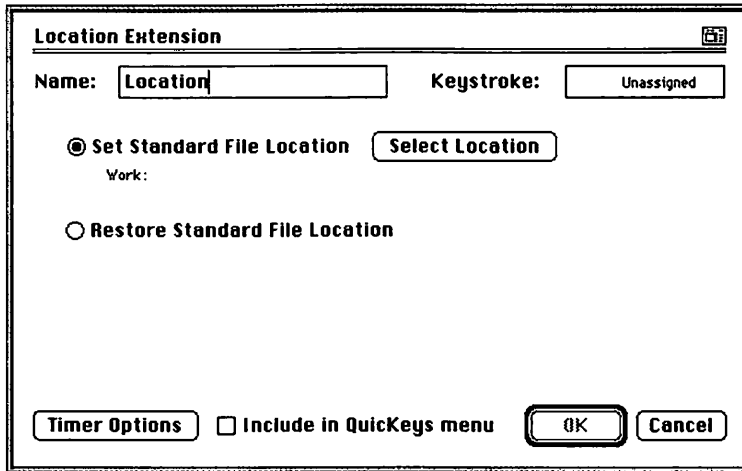 Location Extension
Name: Location Keystroke: Unassigned
Set Standard File Location Select Location
Work:
Restore Standard File Location
Timer Options Include in QuicKeys menu OK Cancel